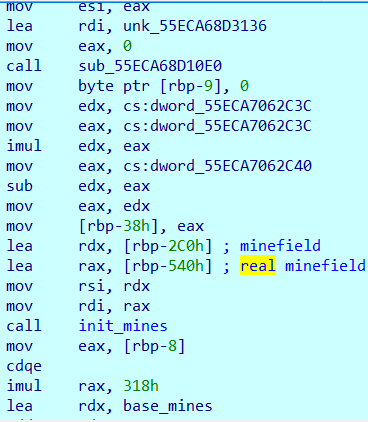 mov esi, eax
lea rdi, unk_55ECA68D3136
mov eax, 0
call sub_55ECA68D10E0
mov byte ptr [rbp-9], 0
mov edx, cs:dword_55ECA7062C3C
mov eax, cs:dword_55ECA7062C3C
imul edx, eax
mov eax, cs:dword_55ECA7062C40
sub edx, eax
mov eax, edx
mov [rbp-38h], eax
lea rdx, [rbp-2C0h] ; minefield
lea rax, [rbp-540h] ; real minefield
mov rsi, rdx
mov rdi, rax
call init_mines
mov eax, [rbp-8]
cdqe
imul rax, 318h
lea rdx, base_mines